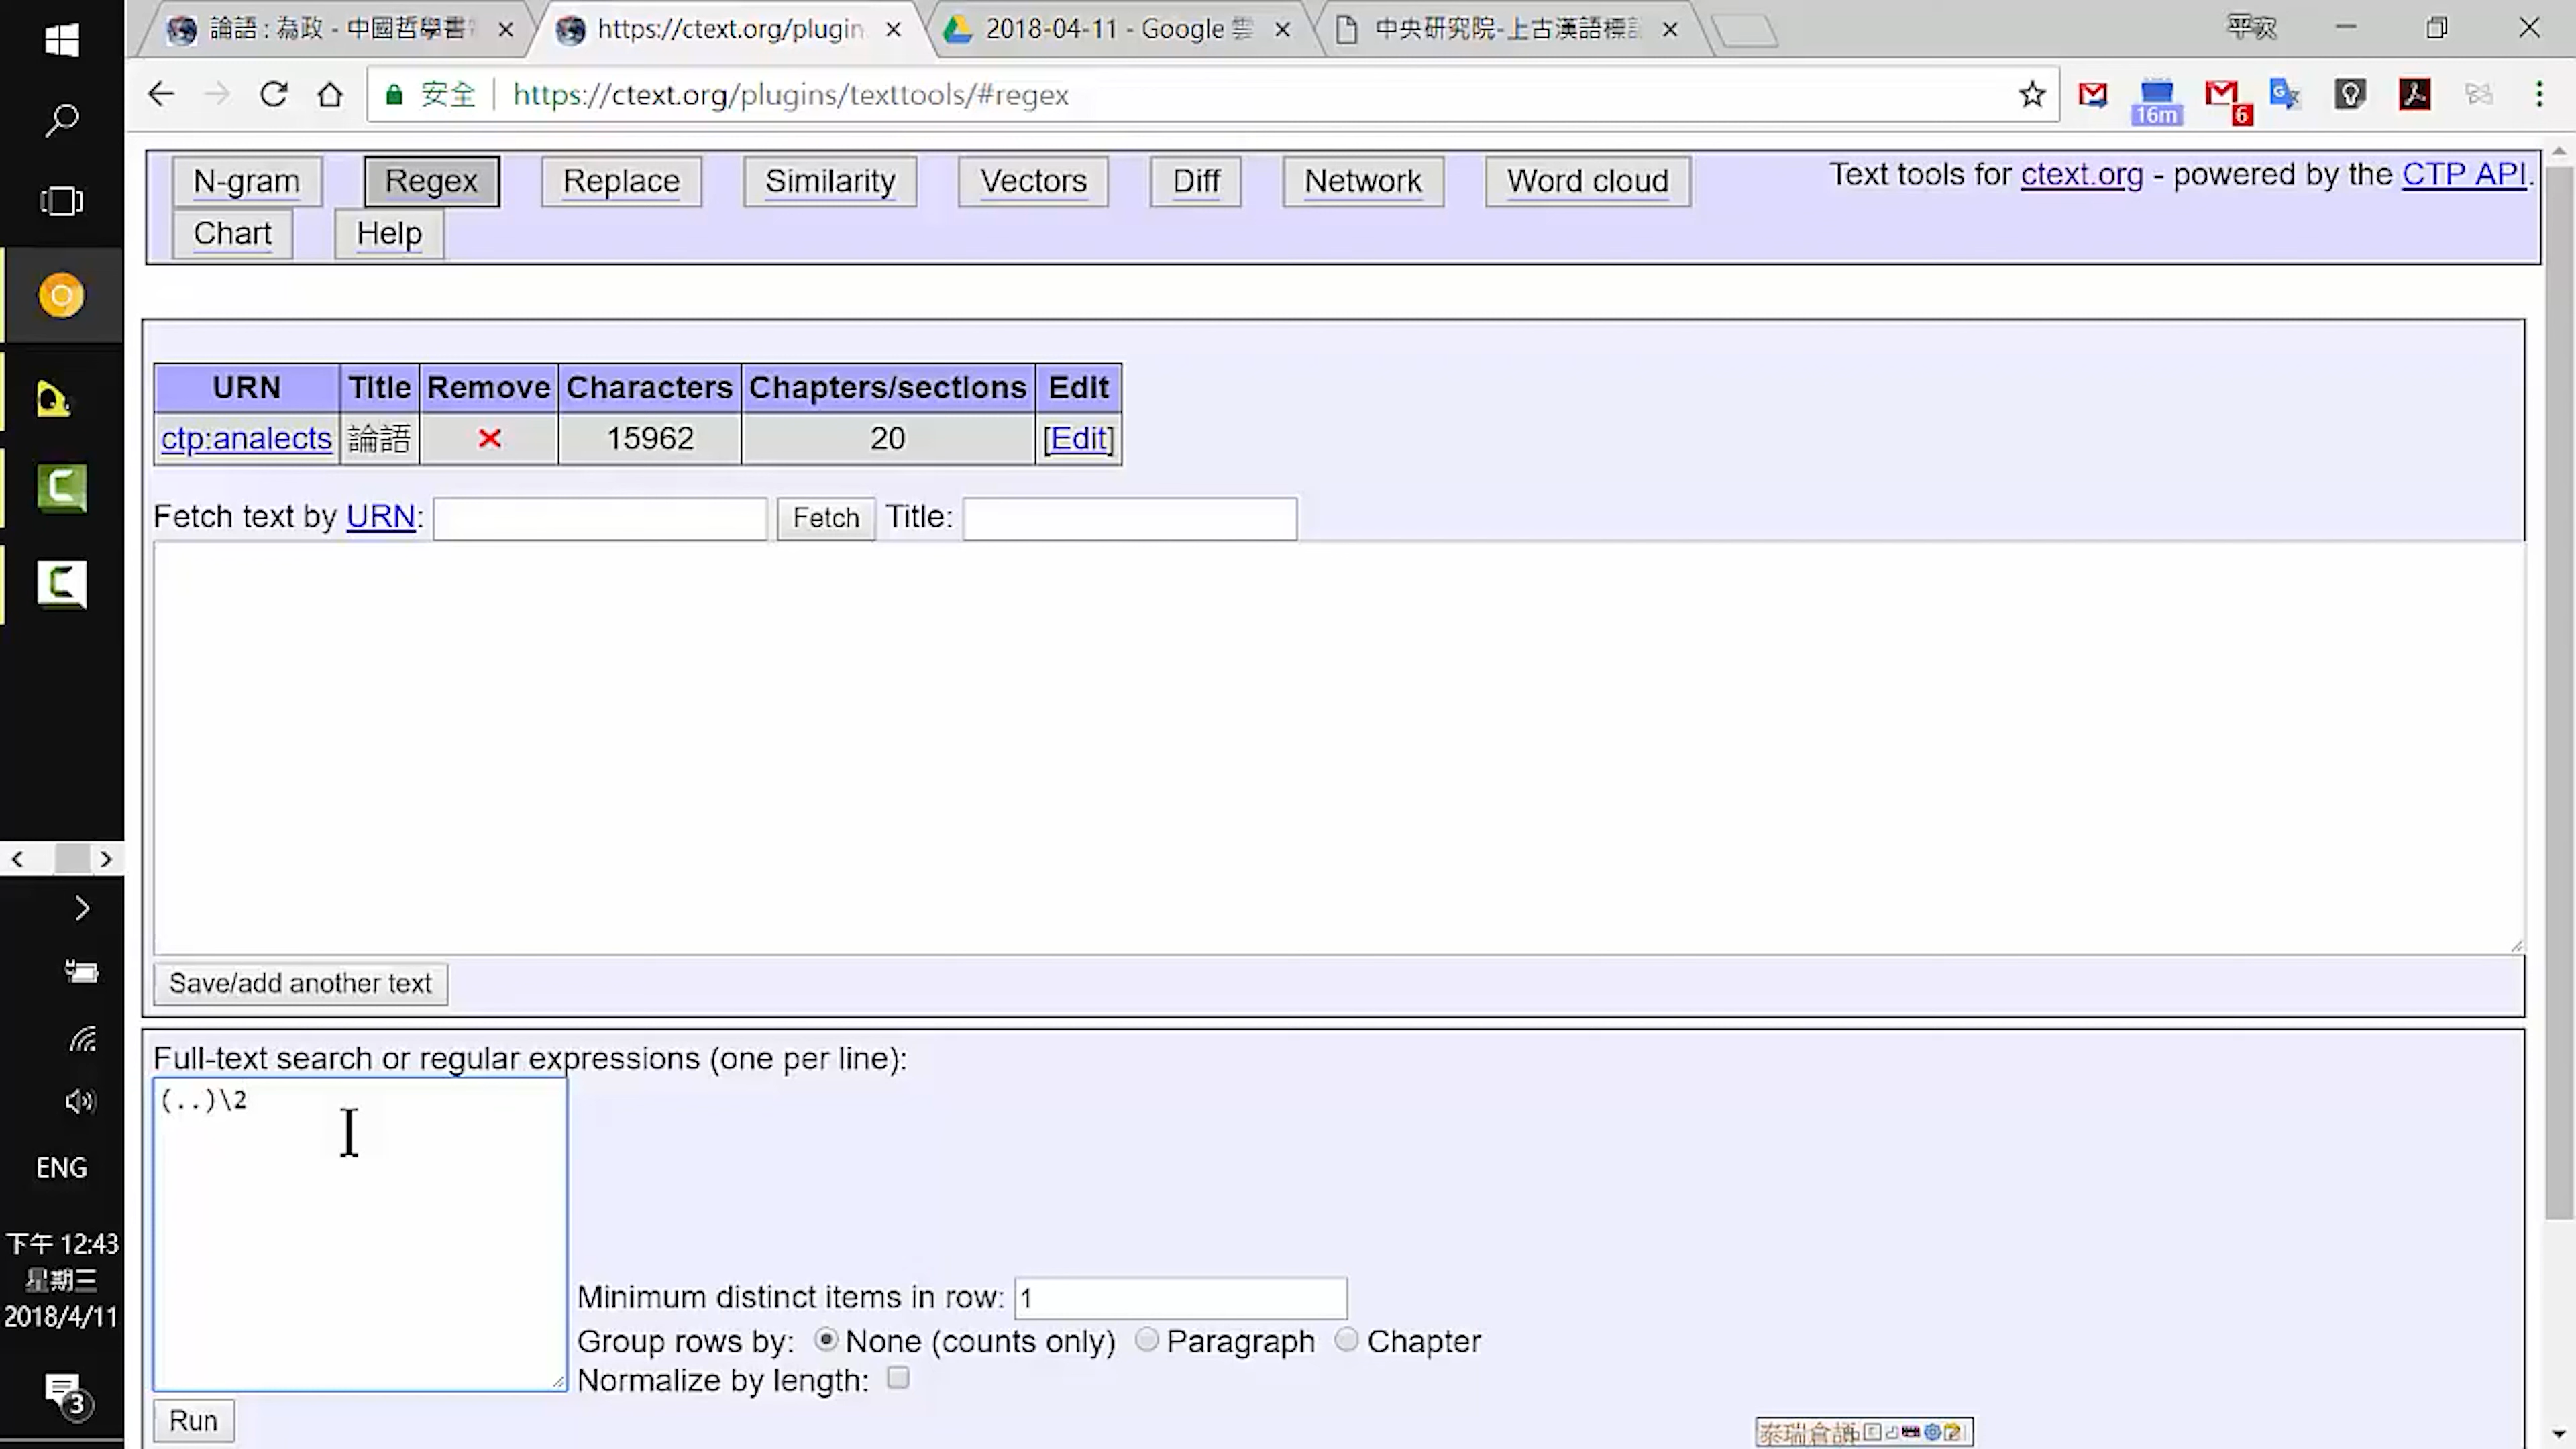 論語 : 為政 - 中國哲學書
https://ctext.org/plugin
2018-04-11 - Google 雲
中央研究院-上古漢語標記
安全 https://ctext.org/plugins/texttools/#regex
16m
6
N-gram Regex Replace Similarity Vectors Diff Network Word cloud
Text tools for ctext.org - powered by the CTP API.
Chart Help
URN Title Remove Characters Chapters/sections Edit
ctp:analects 論語 15962 20 [Edit]
Fetch text by URN: Fetch Title:
Save/add another text
Full-text search or regular expressions (one per line):
(..)\2
Minimum distinct items in row: 1
Group rows by: None (counts only) Paragraph Chapter
Normalize by length:
Run
ENG
下午 12:43
星期三
2018/4/11
3